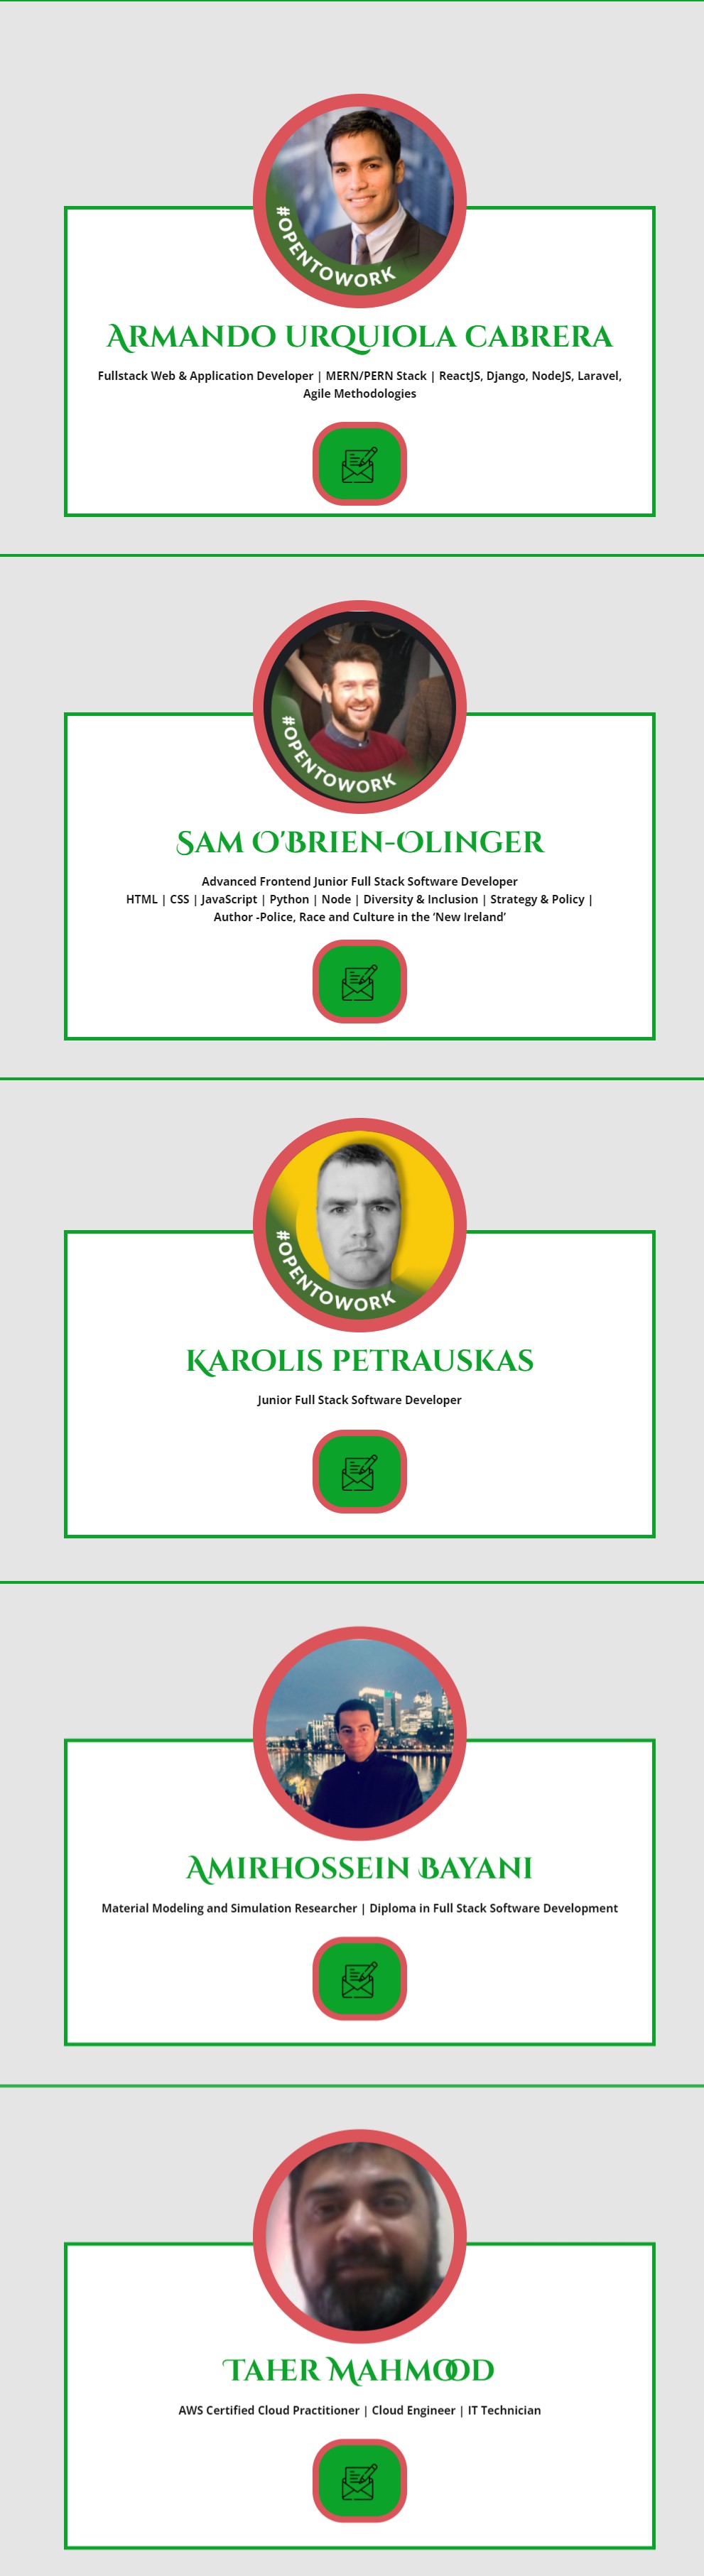 #OPENTOWORK
Armando Urquiola Cabrera
Fullstack Web & Application Developer | MERN/PERN Stack | ReactJS, Django, NodeJS, Laravel,
Agile Methodologies
#OPENTOWORK
Sam O'Brien-Olinger
Advanced Frontend Junior Full Stack Software Developer
HTML | CSS | JavaScript | Python | Node | Diversity & Inclusion | Strategy & Policy |
Author -Police, Race and Culture in the ‘New Ireland’
#OPENTOWORK
Karolis Petrauskas
Junior Full Stack Software Developer
Amirhossein Bayani
Material Modeling and Simulation Researcher | Diploma in Full Stack Software Development
Taher Mahmood
AWS Certified Cloud Practitioner | Cloud Engineer | IT Technician